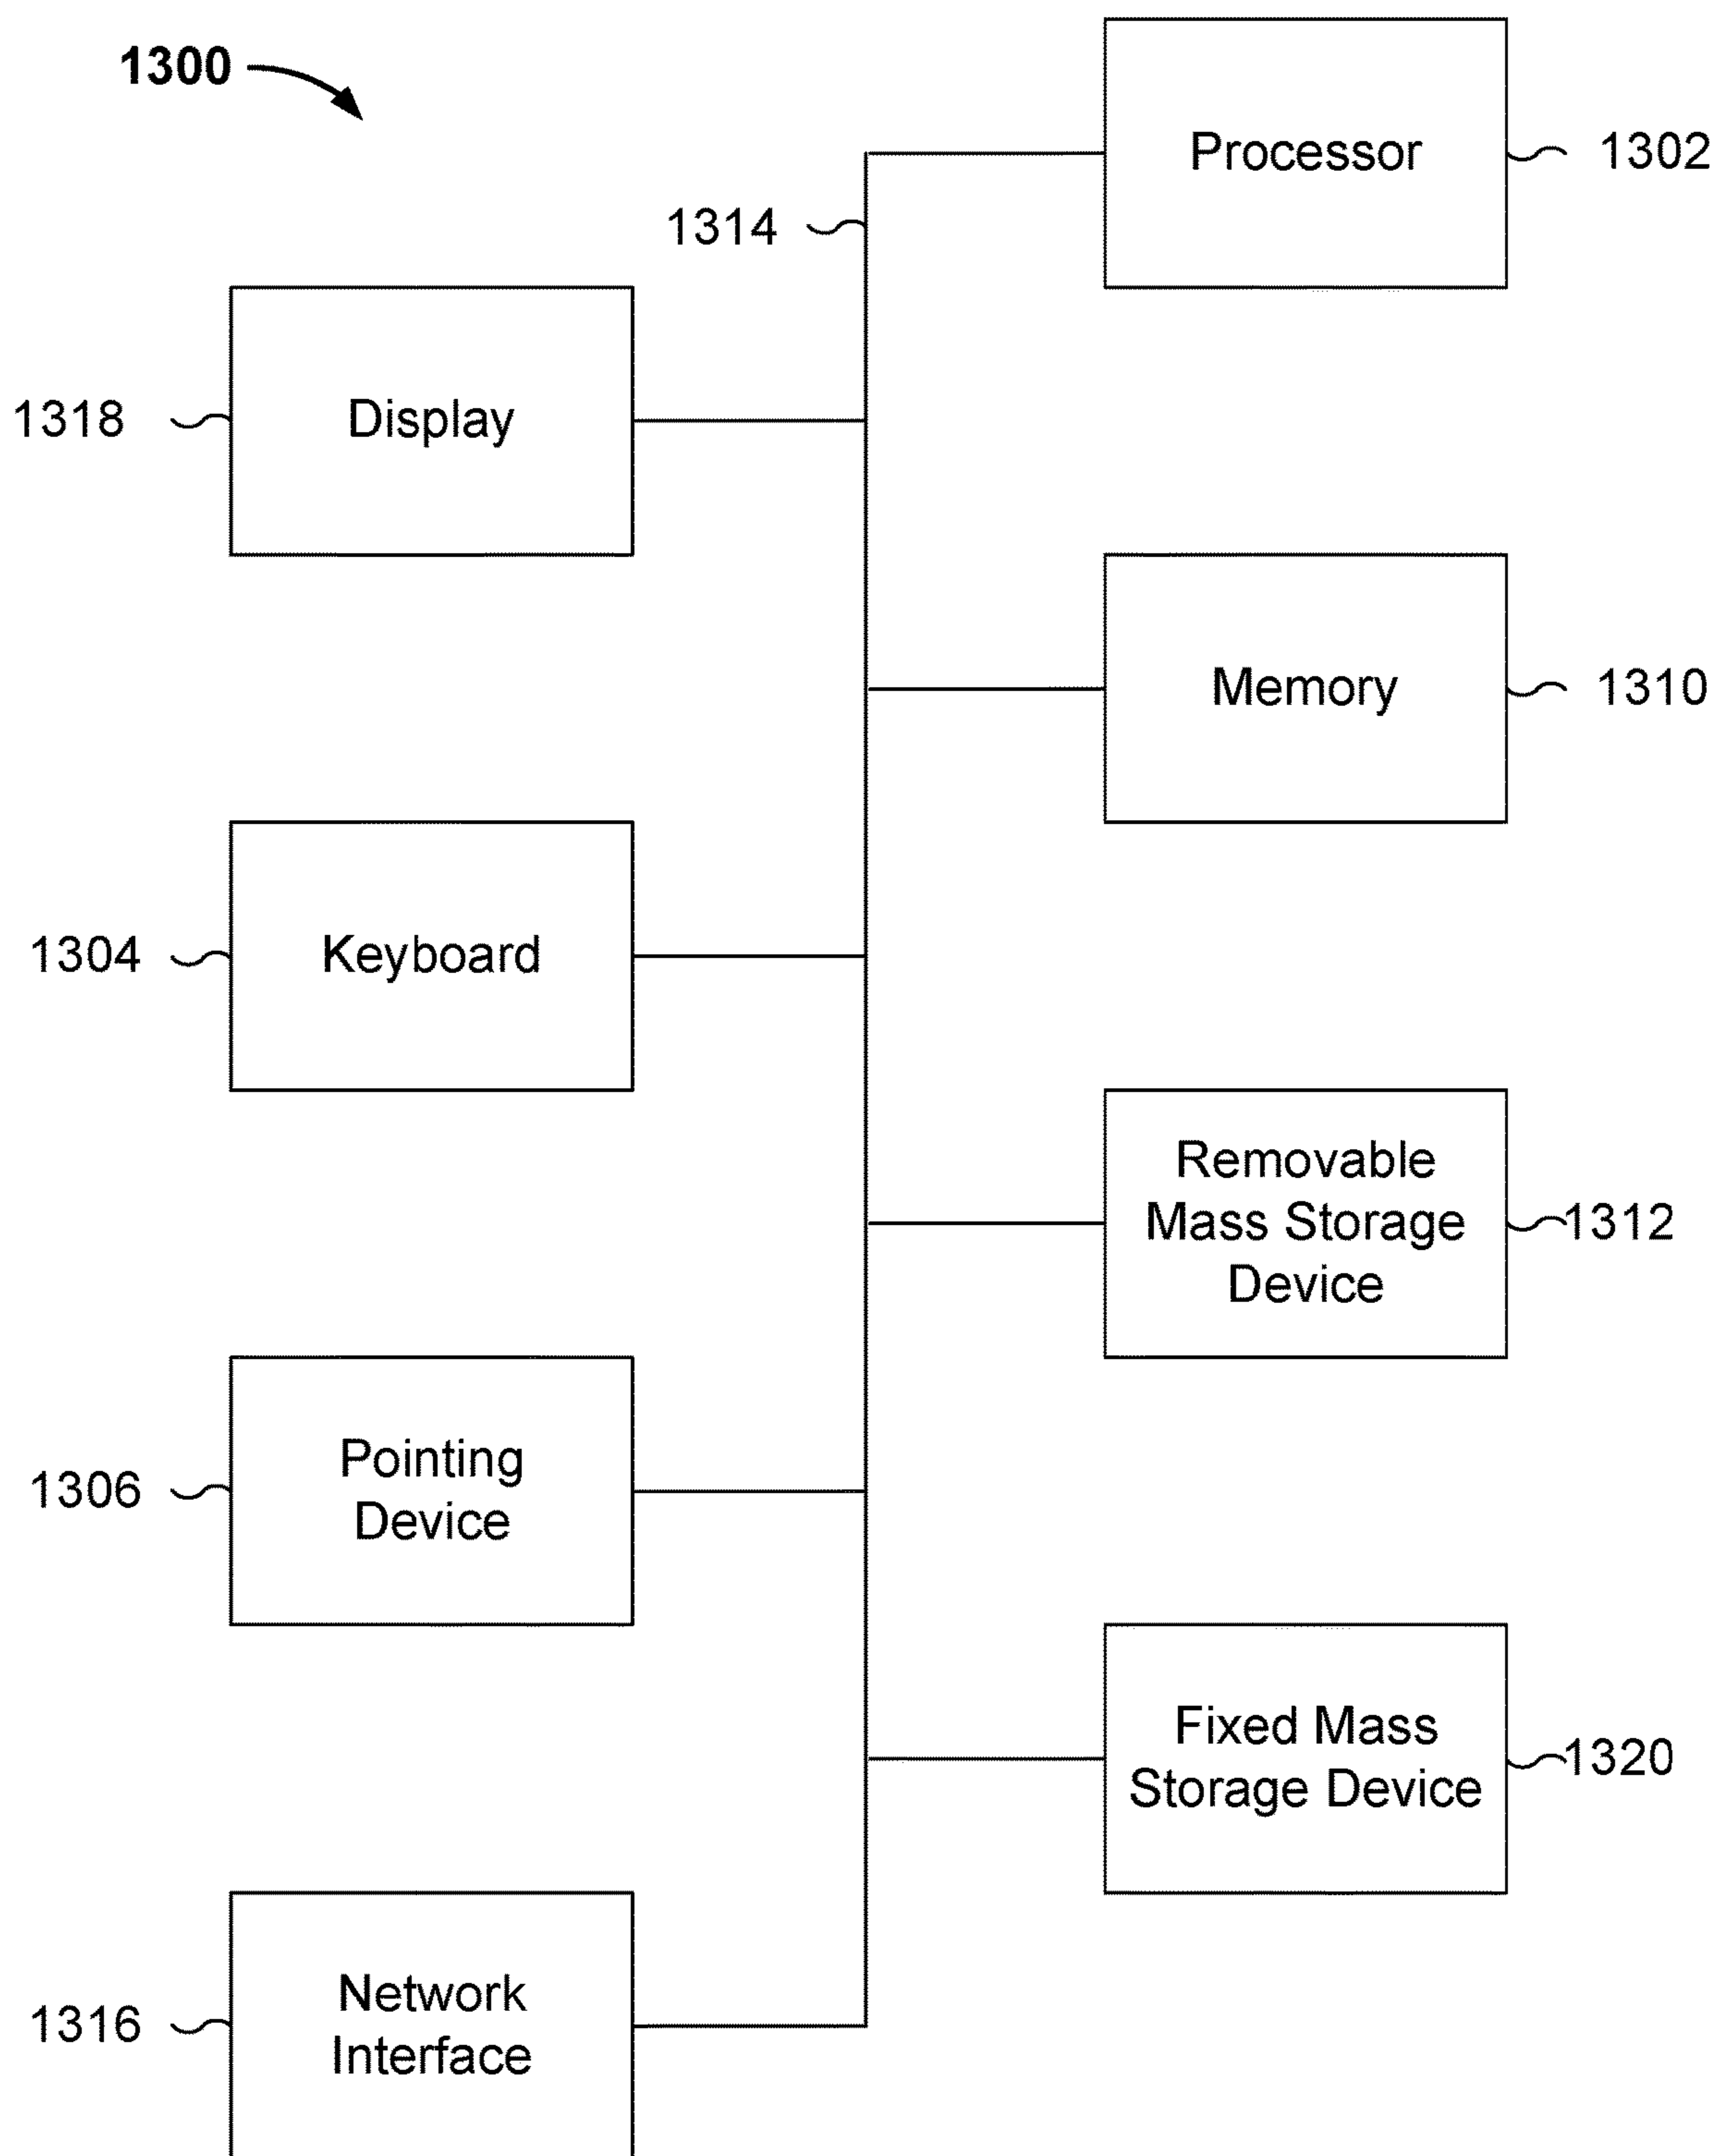 1300
Processor
1302
1314
1318
Display
Memory
1310
1304
Keyboard
Removable
Mass Storage
Device
1312
1306
Pointing
Device
Fixed Mass
Storage Device
1320
1316
Network
Interface